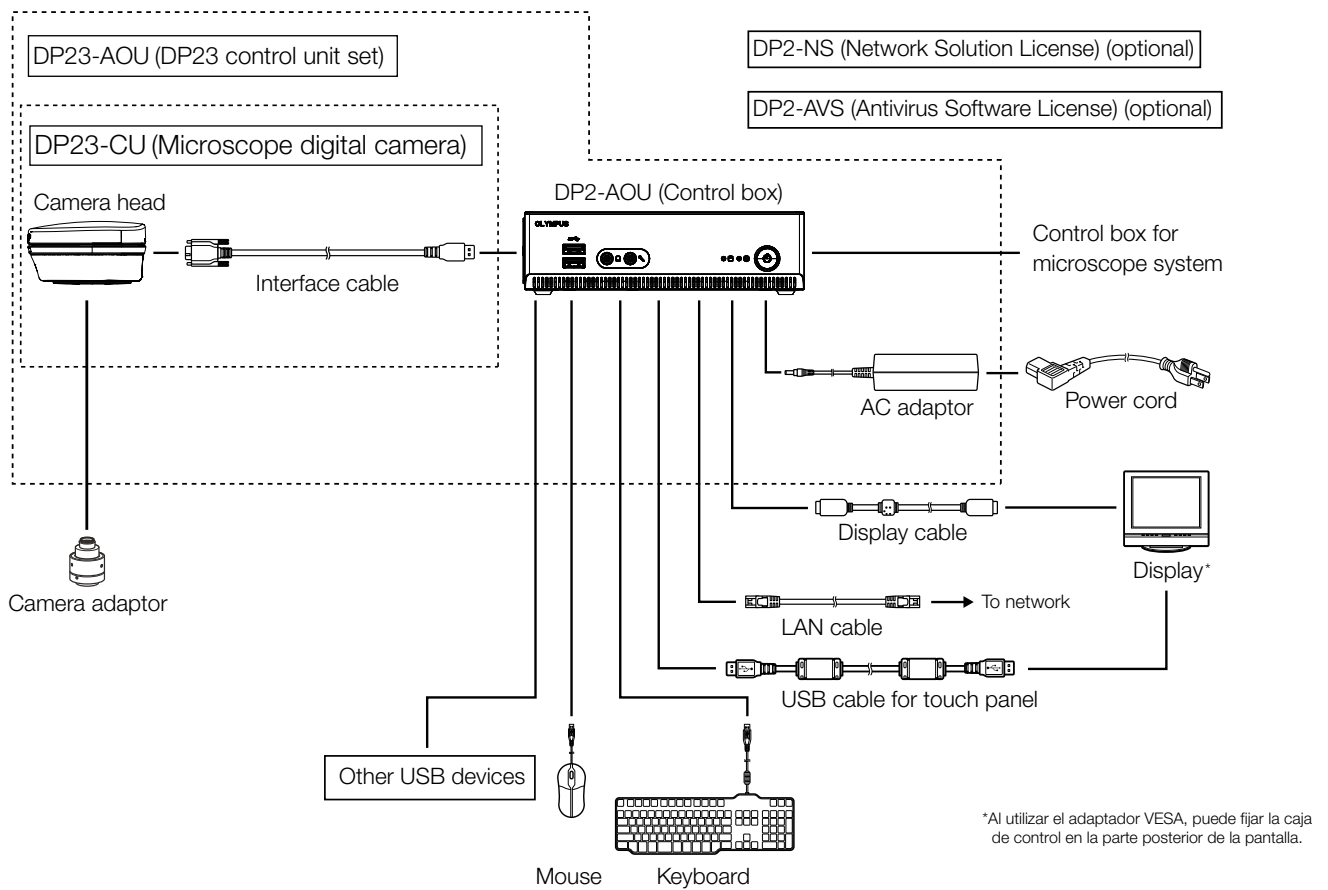 DP23-AOU (DP23 control unit set)
DP2-NS (Network Solution License) (optional)
DP2-AVS (Antivirus Software License) (optional)
DP23-CU (Microscope digital camera)
Camera head
DP2-AOU (Control box)
OLYMPUS
Interface cable
Control box for
microscope system
AC adaptor
Power cord
Display cable
Display*
Camera adaptor
To network
LAN cable
USB cable for touch panel
Other USB devices
Mouse
Keyboard
*Al utilizar el adaptador VESA, puede fijar la caja
de control en la parte posterior de la pantalla.